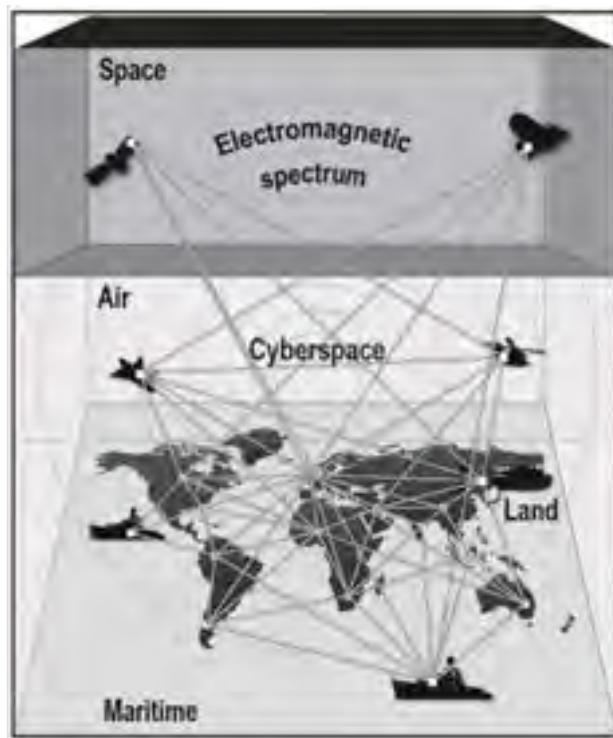 Space
Electromagnetic
spectrum
Air
Cyberspace
Land
Maritime